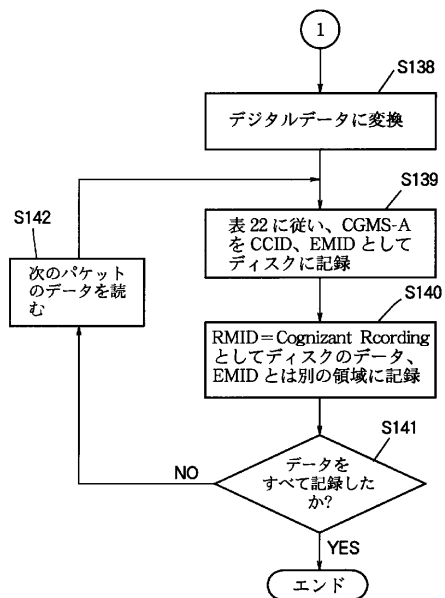 1
S138
デジタルデータに変換
S139
表22に従い、CGMS-A
をCCID、EMIDとして
ディスクに記録
S142
次のパケット
のデータを読
む
S140
RMID=Cognizant Rcording
としてディスクのデータ、
EMIDとは別の領域に記録
S141
データを
すべて記録した
か?
NO
YES
エンド